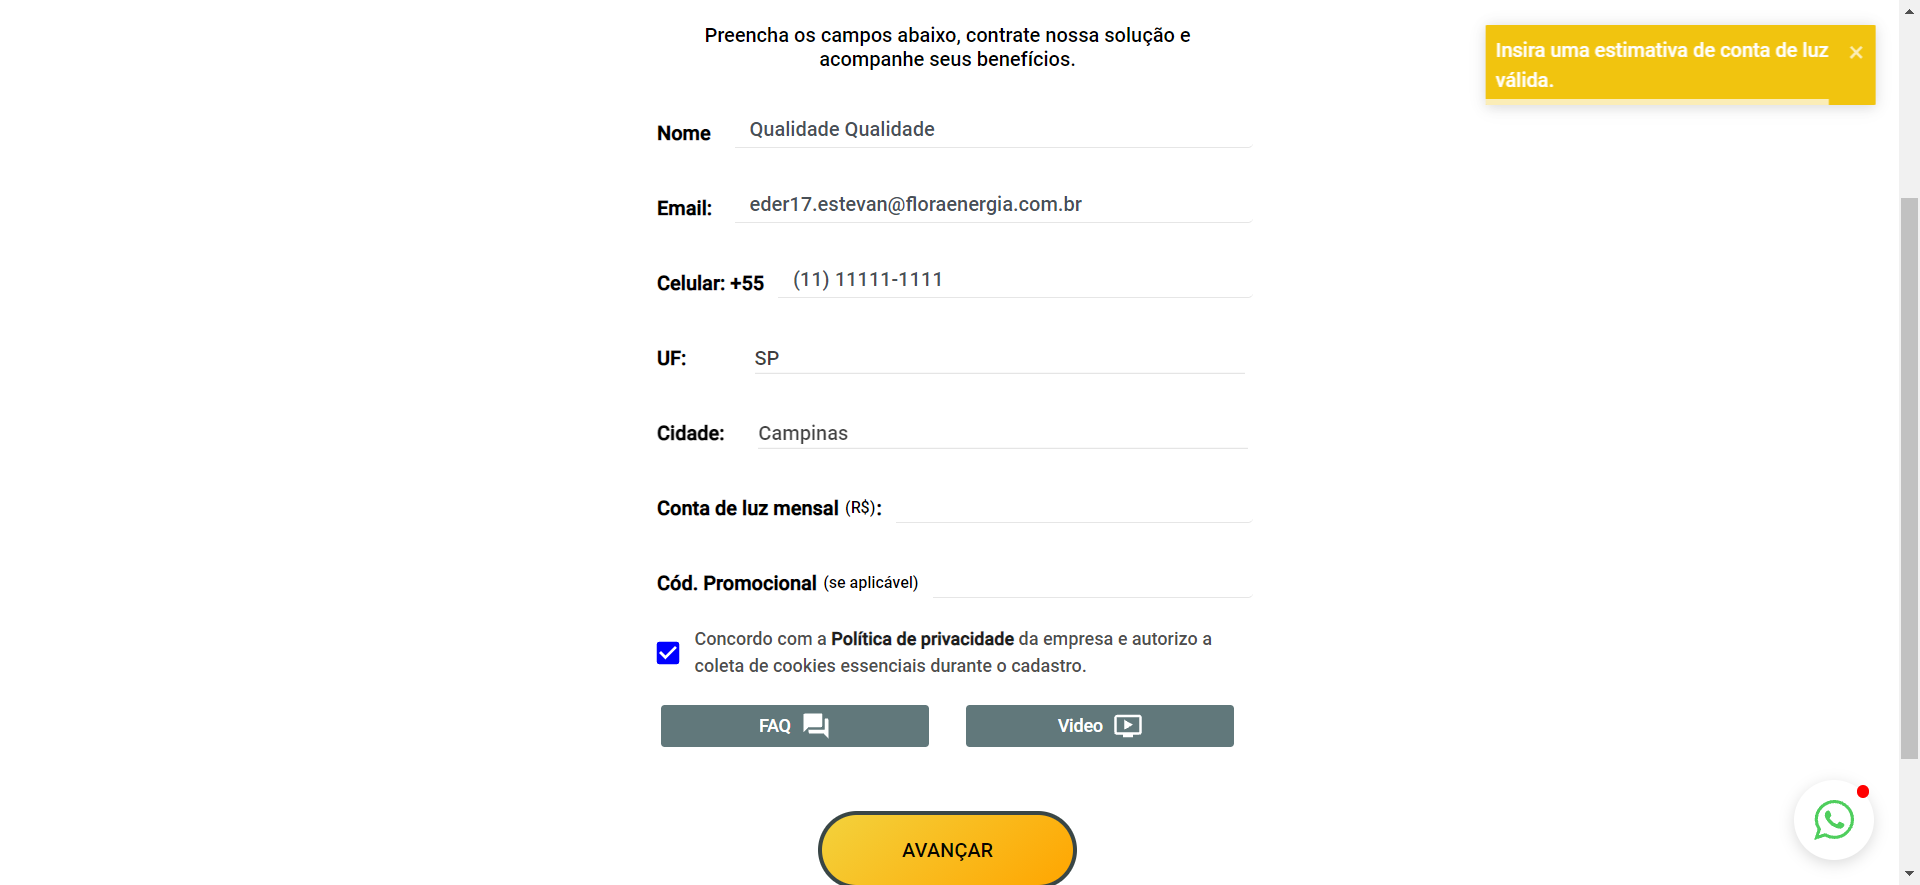 Preencha os campos abaixo, contrate nossa solução e
acompanhe seus benefícios.
Insira uma estimativa de conta de luz
válida.
Nome Qualidade Qualidade
Email: eder17.estevan@floraenergia.com.br
Celular: +55 (11) 11111-1111
UF: SP
Cidade: Campinas
Conta de luz mensal (R$):
Cód. Promocional (se aplicável)
Concordo com a Política de privacidade da empresa e autorizo a
coleta de cookies essenciais durante o cadastro.
FAQ Video
AVANÇAR